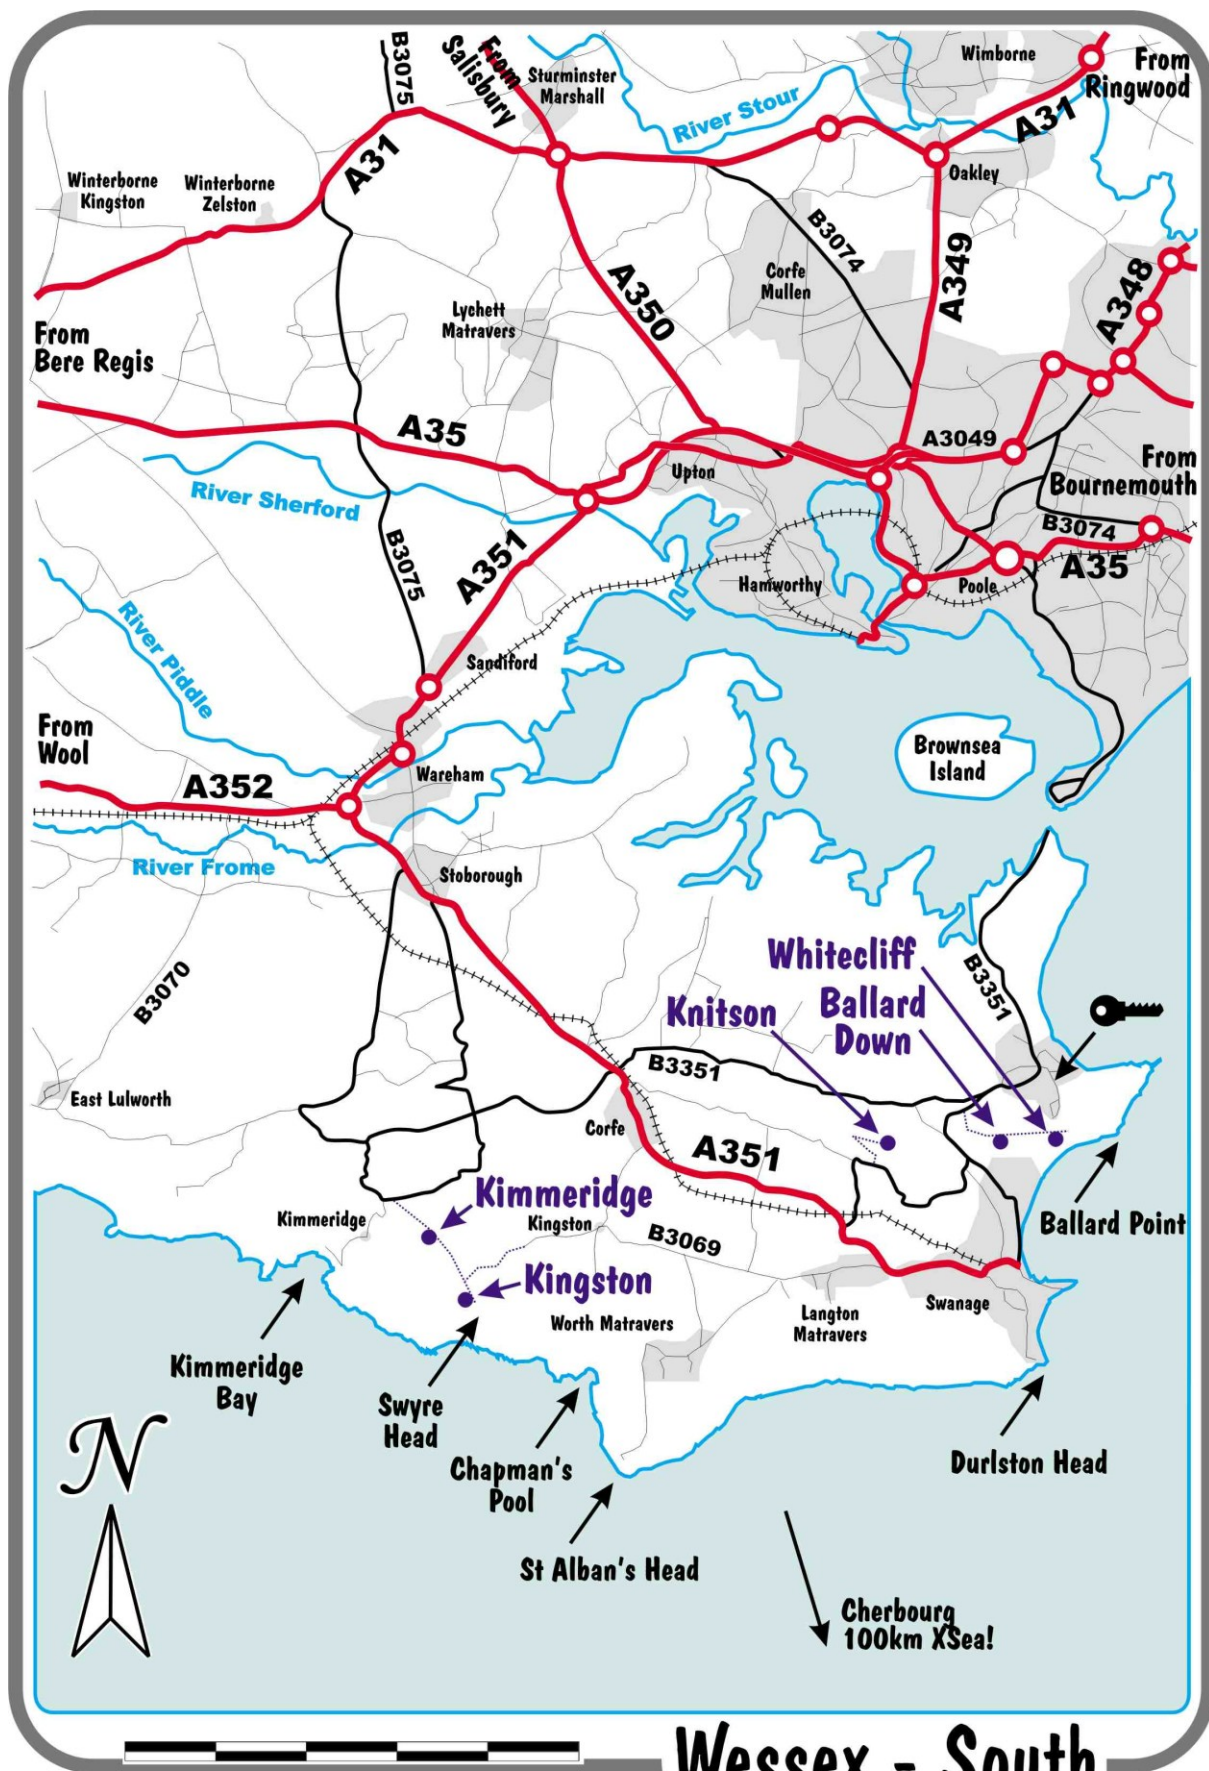 B3075
From
Salisbury
Sturminster
Marshall
Wimborne
From
Ringwood
River Stour
A31
A31
Oakley
Winterborne
Kingston
Winterborne
Zelston
B3074
A349
Corfe
Mullen
A350
A348
Lychett
Matravers
From
Bere Regis
A35
A3049
Upton
From
Bournemouth
River Sherford
B3075
A351
B3074
A35
Hamworthy
Poole
River Piddle
Sandiford
From
Wool
Brownsea
Island
A352
Wareham
River Frome
Stoborough
Whitecliff
B3351
Knitson
Ballard
Down
B3070
B3351
East Lulworth
Corfe
A351
Kimmeridge
Kimmeridge
Kingston
B3069
Ballard Point
Kingston
Worth Matravers
Langton
Matravers
Swanage
Kimmeridge
Bay
Swyre
Head
Chapman's
Pool
Durlston Head
N
St Alban's Head
Cherbourg
100km XSea!
Wessex - South